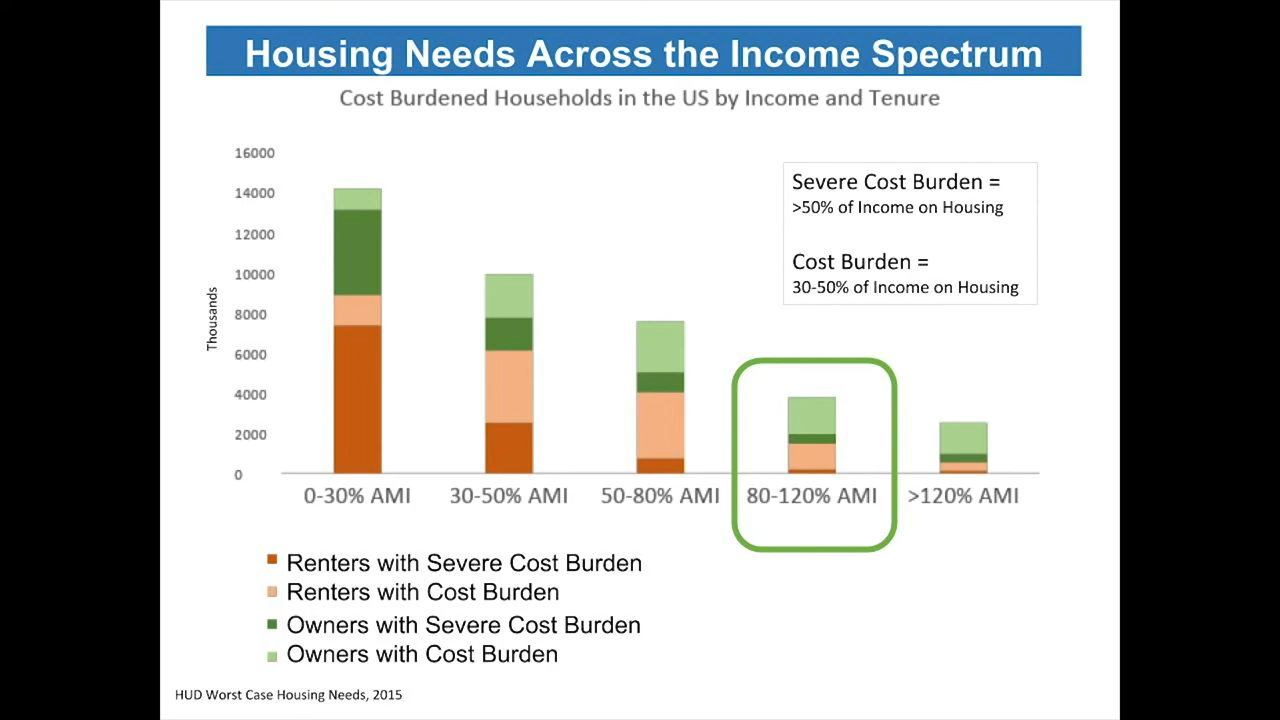 Housing Needs Across the Income Spectrum
Cost Burdened Households in the US by Income and Tenure
16000
14000
12000
10000
8000
6000
4000
2000
0
Thousands
Severe Cost Burden =
>50% of Income on Housing
Cost Burden =
30-50% of Income on Housing
0-30% AMI
30-50% AMI
50-80% AMI
80-120% AMI
>120% AMI
Renters with Severe Cost Burden
Renters with Cost Burden
Owners with Severe Cost Burden
Owners with Cost Burden
HUD Worst Case Housing Needs, 2015